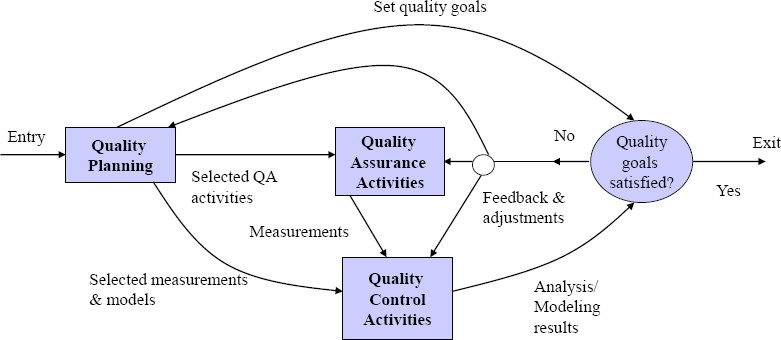 Set quality goals
Entry
Quality
Planning
Selected QA
activities
Quality
Assurance
Activities
No
Quality
goals
satisfied?
Exit
Yes
Feedback &
adjustments
Measurements
Selected measurements
& models
Quality
Control
Activities
Analysis/
Modeling
results